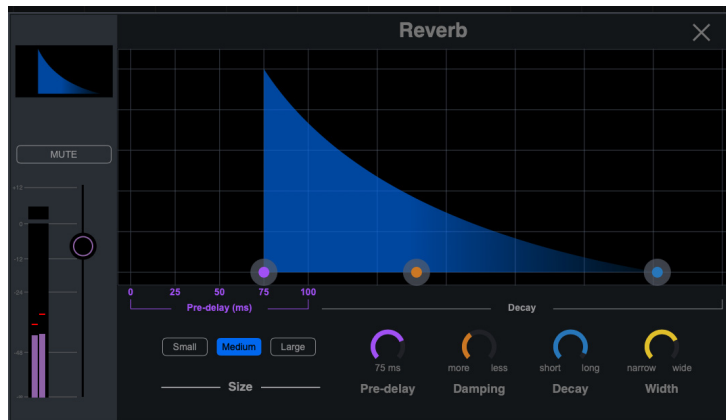 Reverb
MUTE
+12
0
-12
-24
0 25 50 75 100
Pre-delay (ms)
Decay
Small Medium Large
Size
75 ms
more less
short long
narrow wide
Pre-delay Damping Decay Width